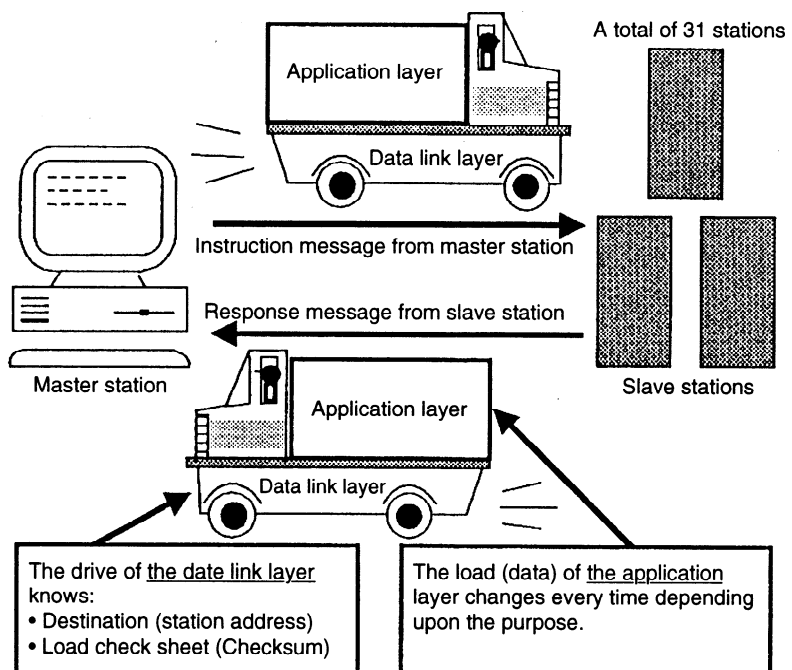 A total of 31 stations
Application layer
Data link layer
Instruction message from master station
Response message from slave station
Master station
Slave stations
Application layer
Data link layer
The drive of the date link layer
knows:
• Destination (station address)
• Load check sheet (Checksum)
The load (data) of the application
layer changes every time depending
upon the purpose.